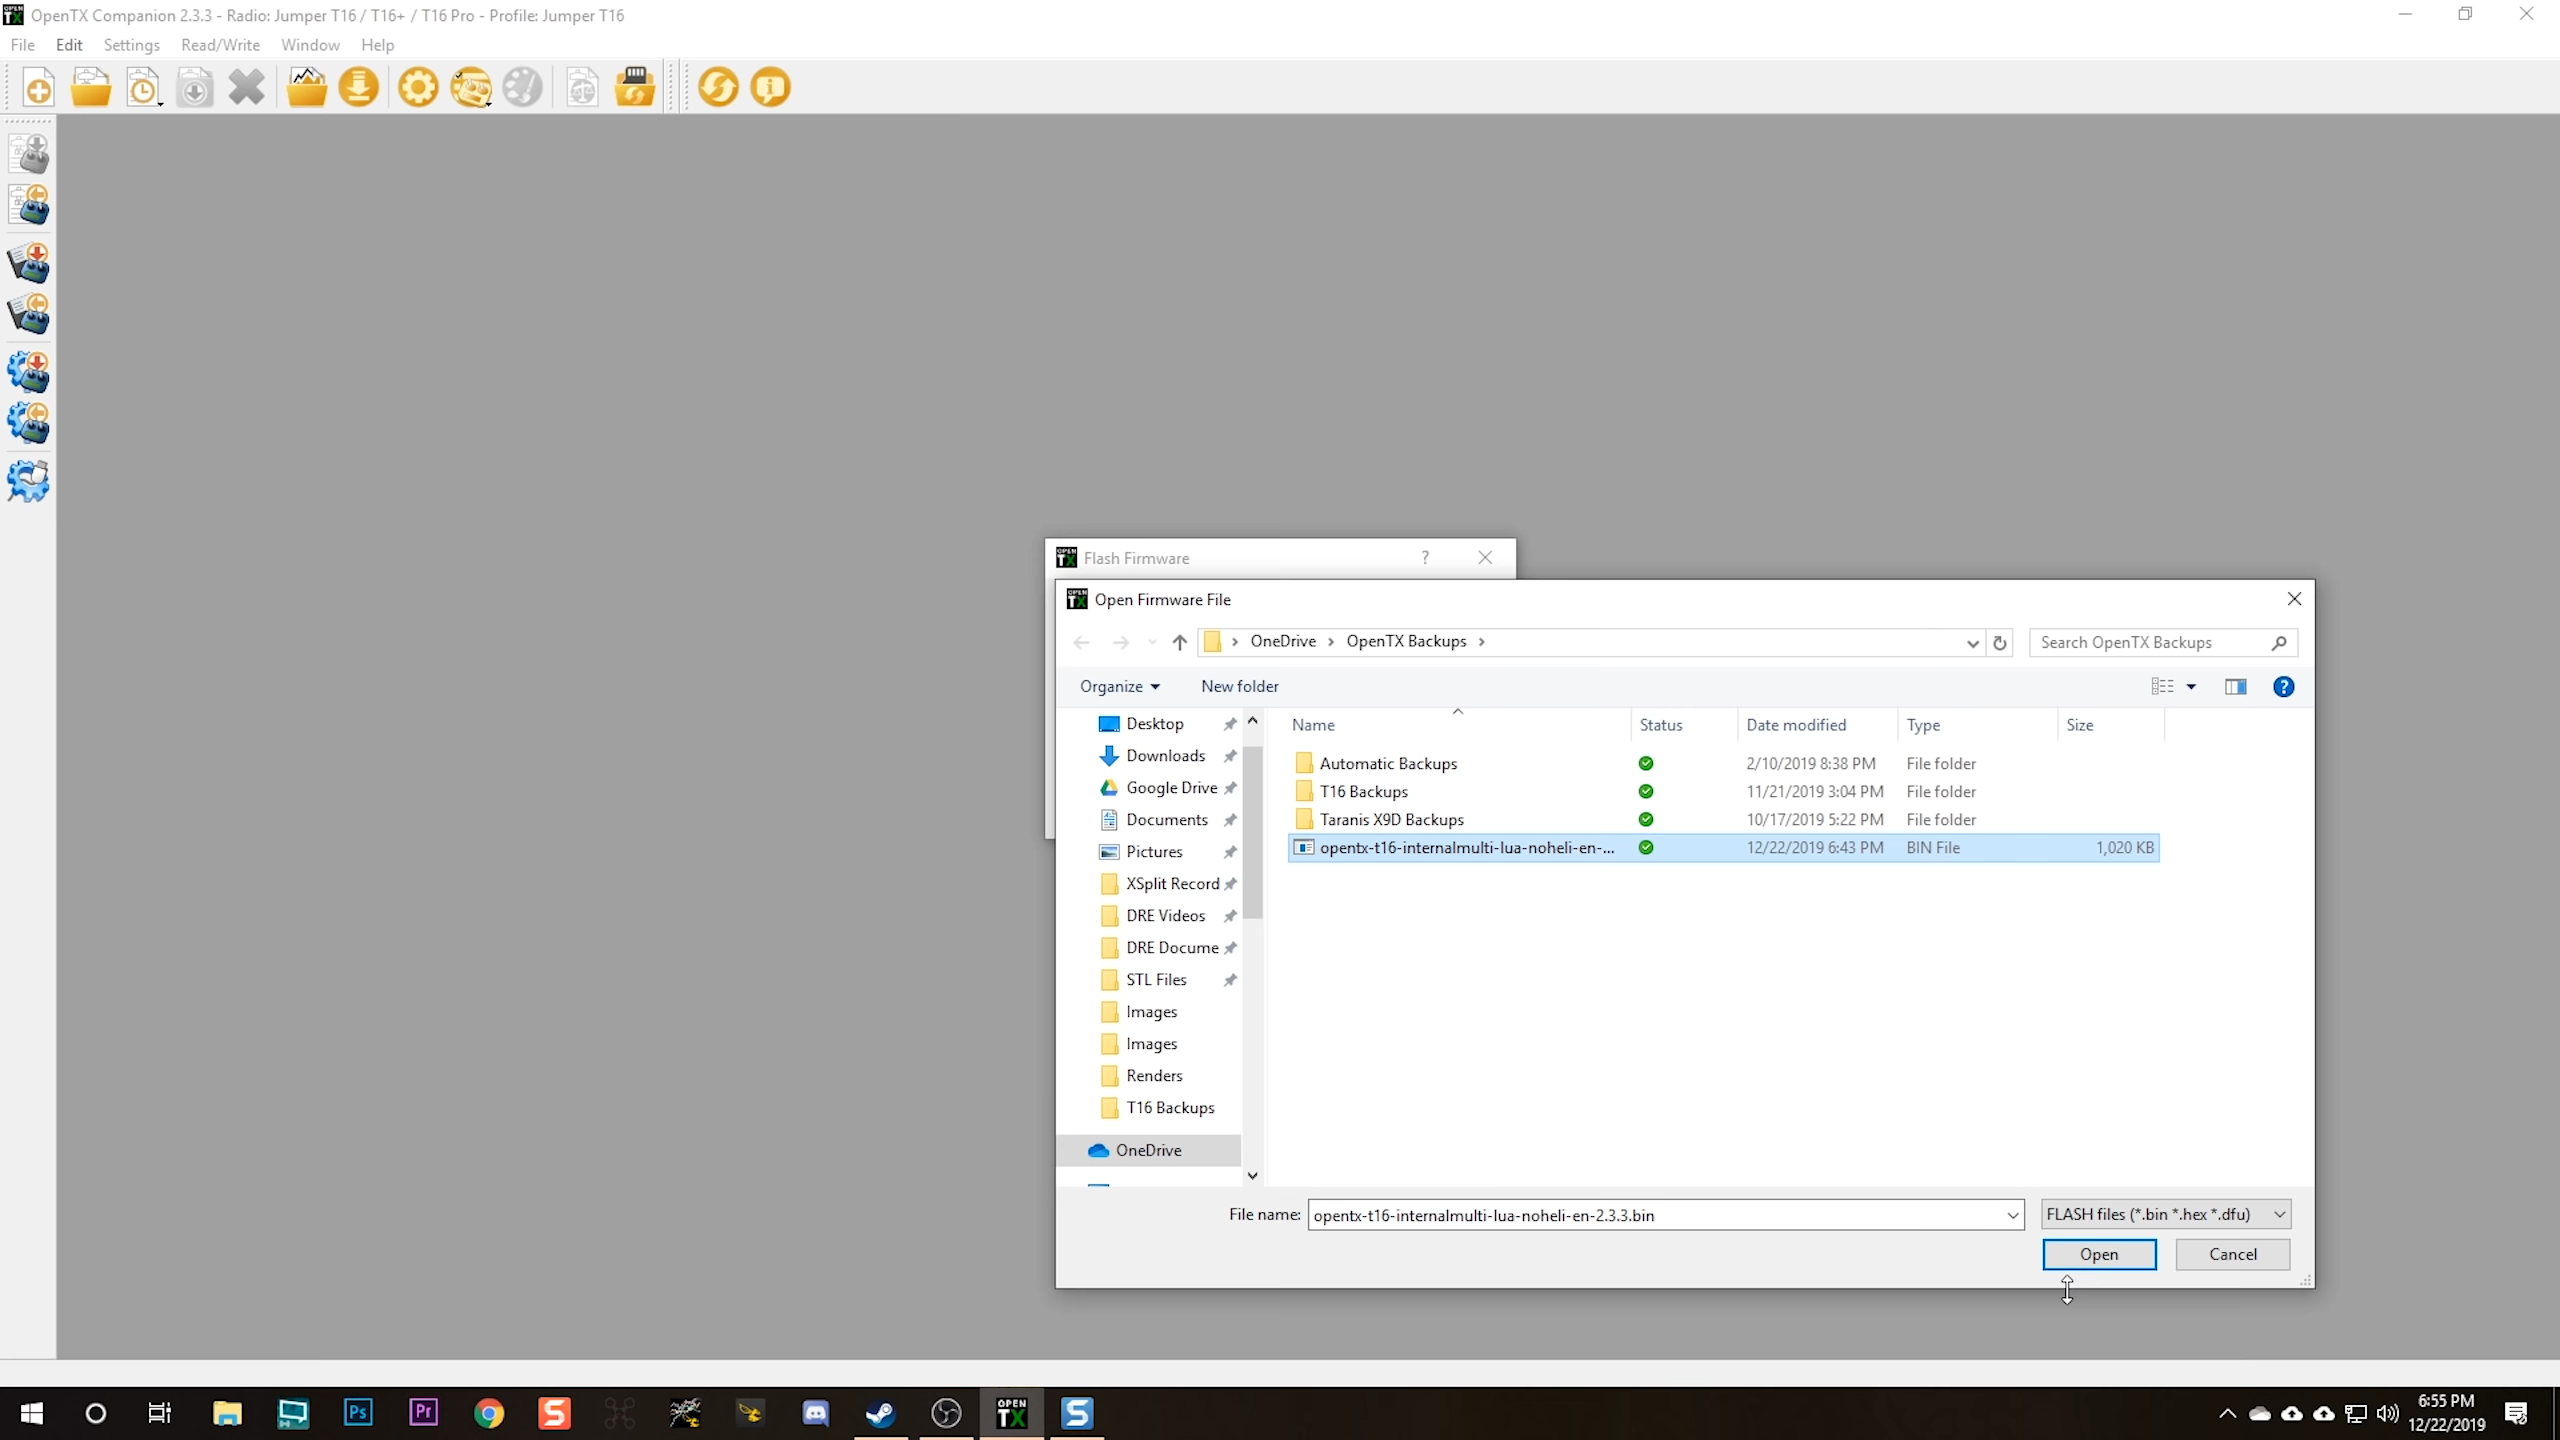 OpenTX Companion 2.3.3 - Radio: Jumper T16 / T16+ / T16 Pro - Profile: Jumper T16
File Edit Settings Read/Write Window Help
Flash Firmware
Open Firmware File
OneDrive OpenTX Backups
Search OpenTX Backups
Organize New folder
Name Status Date modified Type Size
Desktop
Downloads
Google Drive
Documents
Pictures
XSplit Record
DRE Videos
DRE Docume
STL Files
Images
Images
Renders
T16 Backups
OneDrive
Automatic Backups 2/10/2019 8:38 PM File folder
T16 Backups 11/21/2019 3:04 PM File folder
Taranis X9D Backups 10/17/2019 5:22 PM File folder
opentx-t16-internalmulti-lua-noheli-en-... 12/22/2019 6:43 PM BIN File 1,020 KB
File name: opentx-t16-internalmulti-lua-noheli-en-2.3.3.bin FLASH files (*.bin *.hex *.dfu)
Open Cancel
Ps Pr S OPEN TX S
6:55 PM
12/22/2019